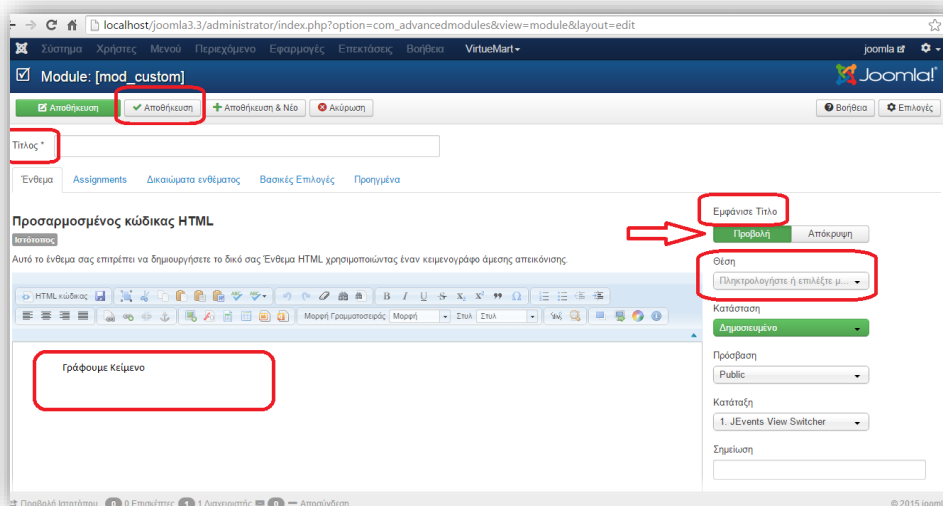 localhost/joomla3.3/administrator/index.php?option=com_advancedmodules&view=module&layout=edit
Σύστημα Χρήστες Μενού Περιεχόμενο Εφαρμογές Επεκτάσεις Βοήθεια VirtueMart joomla
Module: [mod_custom] Joomla!
Αποθήκευση Αποθήκευση Αποθήκευση & Νέο Ακύρωση Βοήθεια Επιλογές
Τίτλος *
Ένθεμα Assignments Δικαιώματα ενθέματος Βασικές Επιλογές Προηγμένα
Εμφάνισε Τίτλο
Προσαρμοσμένος κώδικας HTML
Προβολή Απόκρυψη
Ιστότοπος
Αυτό το ένθεμα σας επιτρέπει να δημιουργήσετε το δικό σας Ένθεμα HTML χρησιμοποιώντας έναν κειμενογράφο άμεσης απεικόνισης.
Θέση
Πληκτρολογήστε ή επιλέξτε μ...
HTML κώδικας B I U
Μορφή Γραμματοσειράς Μορφή Στυλ Στυλ
Κατάσταση
Δημοσιευμένο
Πρόσβαση
Γράφουμε Κείμενο
Public
Κατάταξη
1. JEvents View Switcher
Σημείωση
Προβολή Ιστοτόπου 0 0 Επισκέπτες 1 1 Διαχειριστής 0 Αποσύνδεση © 2015 jooml